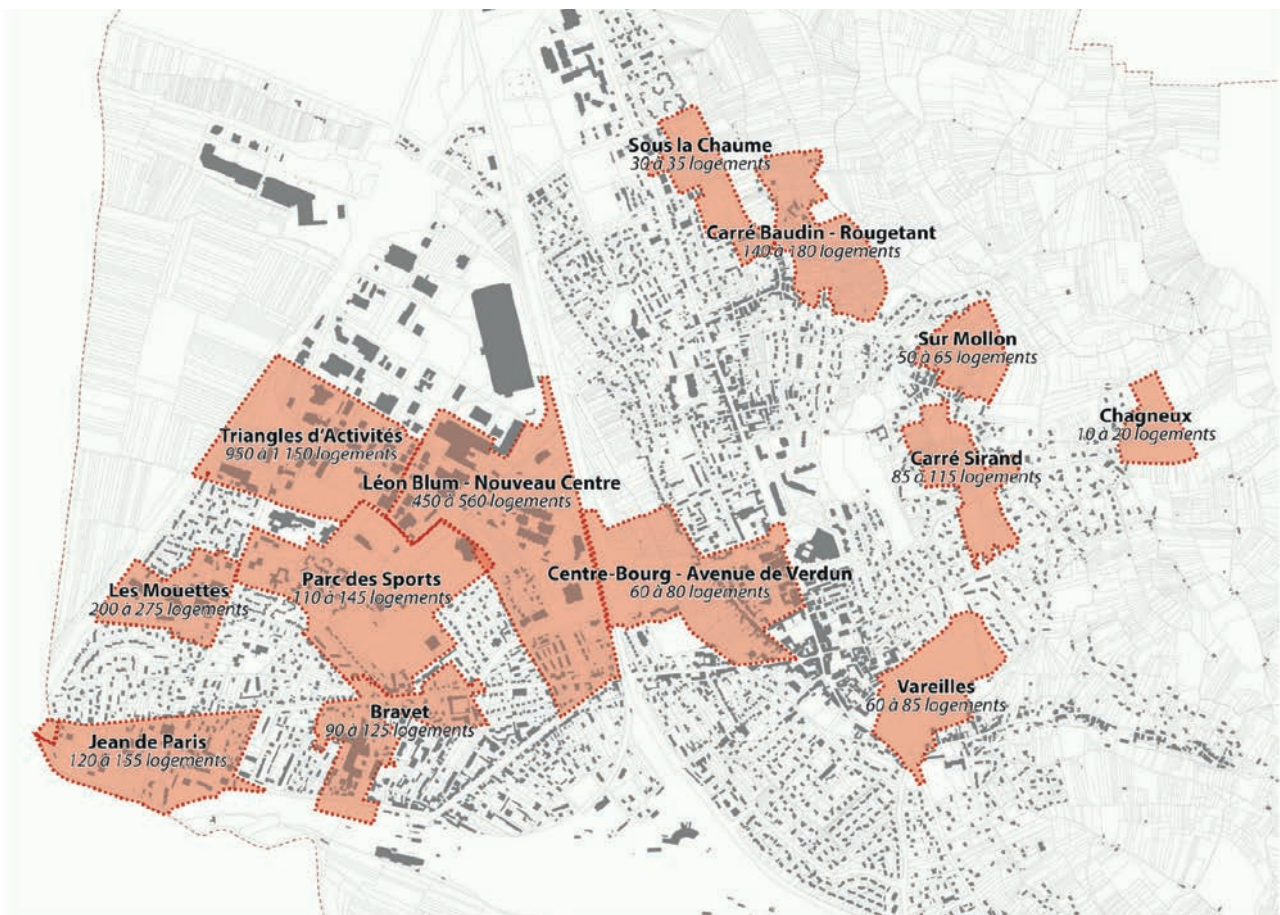 Sous la Chaume
30 à 35 logements
Carré Baudin - Rougetant
140 à 180 logements
Sur Mollon
50 à 65 logements
Chagneux
10 à 20 logements
Triangles d'Activités
950 à 1 150 logements
Carré Sirand
85 à 115 logements
Léon Blum - Nouveau Centre
450 à 560 logements
Centre-Bourg - Avenue de Verdun
60 à 80 logements
Parc des Sports
110 à 145 logements
Les Mouettes
200 à 275 logements
Vareilles
60 à 85 logements
Bravet
90 à 125 logements
Jean de Paris
120 à 155 logements